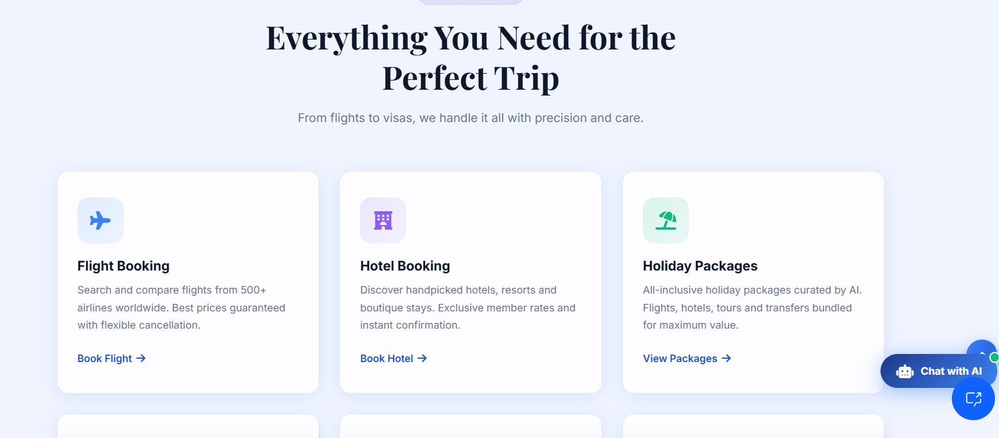 Everything You Need for the
Perfect Trip
From flights to visas, we handle it all with precision and care.
Flight Booking
Search and compare flights from 500+
airlines worldwide. Best prices guaranteed
with flexible cancellation.
Book Flight
Hotel Booking
Discover handpicked hotels, resorts and
boutique stays. Exclusive member rates and
instant confirmation.
Book Hotel
Holiday Packages
All-inclusive holiday packages curated by AI.
Flights, hotels, tours and transfers bundled
for maximum value.
View Packages
Chat with AI